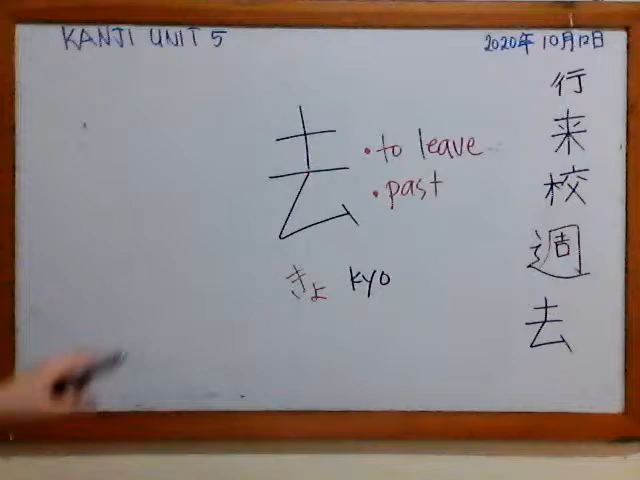 KANJI UNIT 5
2020年10月12日
去
• to leave
• past
きょ kyo
行
来
校
週
去